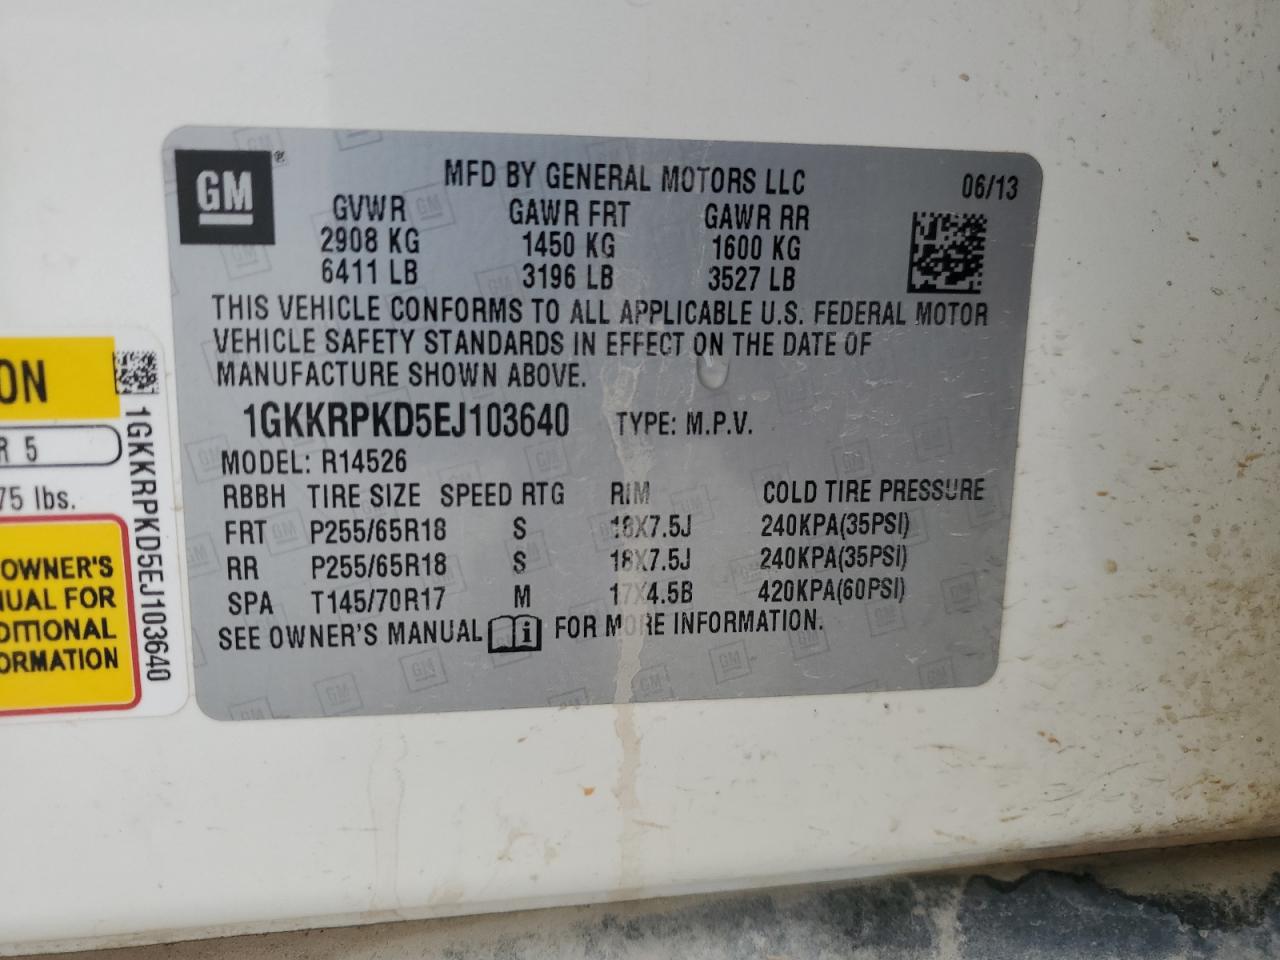 GM ®
MFD BY GENERAL MOTORS LLC 06/13
GVWR GAWR FRT GAWR RR
2908 KG 1450 KG 1600 KG
6411 LB 3196 LB 3527 LB
THIS VEHICLE CONFORMS TO ALL APPLICABLE U.S. FEDERAL MOTOR
VEHICLE SAFETY STANDARDS IN EFFECT ON THE DATE OF
MANUFACTURE SHOWN ABOVE.
1GKKRPKD5EJ103640 TYPE: M.P.V.
MODEL: R14526
RBBH TIRE SIZE SPEED RTG RIM COLD TIRE PRESSURE
FRT P255/65R18 S 18X7.5J 240KPA(35PSI)
RR P255/65R18 S 18X7.5J 240KPA(35PSI)
SPA T145/70R17 M 17X4.5B 420KPA(60PSI)
SEE OWNER'S MANUAL i FOR MORE INFORMATION.
ON
R 5
75 lbs.
OWNER'S
NUAL FOR
DITIONAL
ORMATION
1GKKRPKD5EJ103640